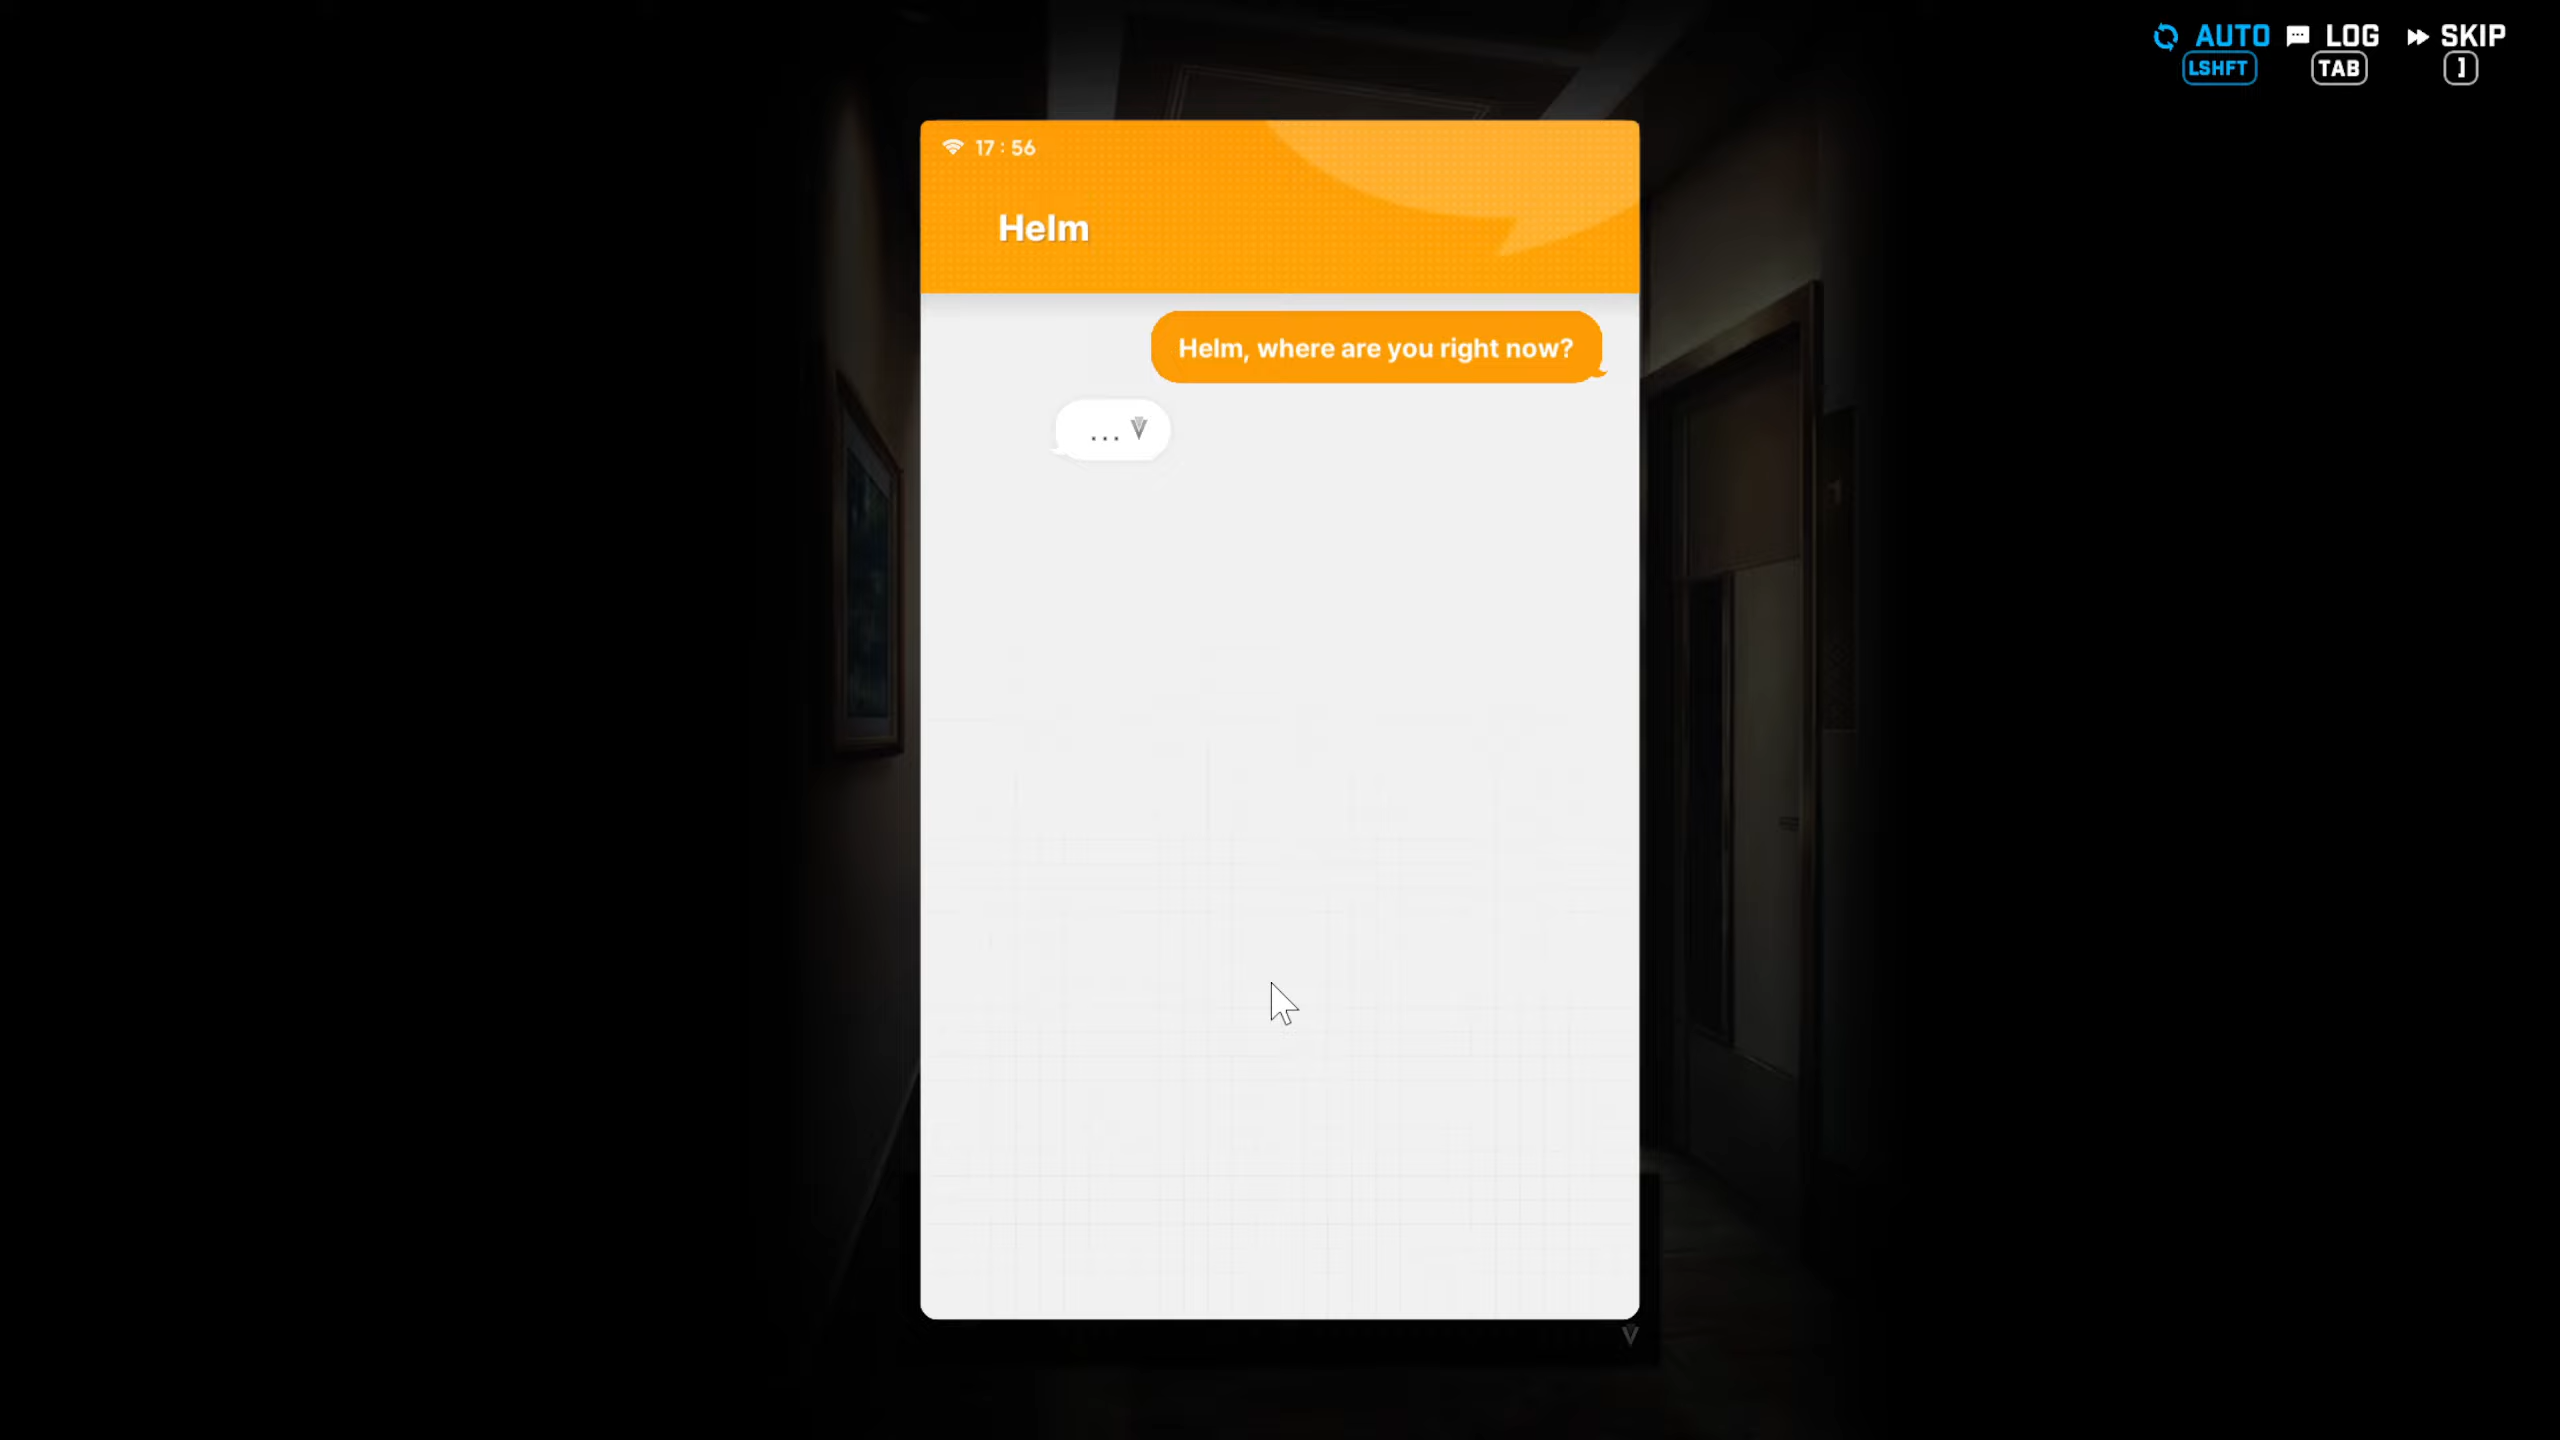 AUTO LOG SKIP
LSHFT TAB ]
17 : 56
Helm
Helm, where are you right now?
...